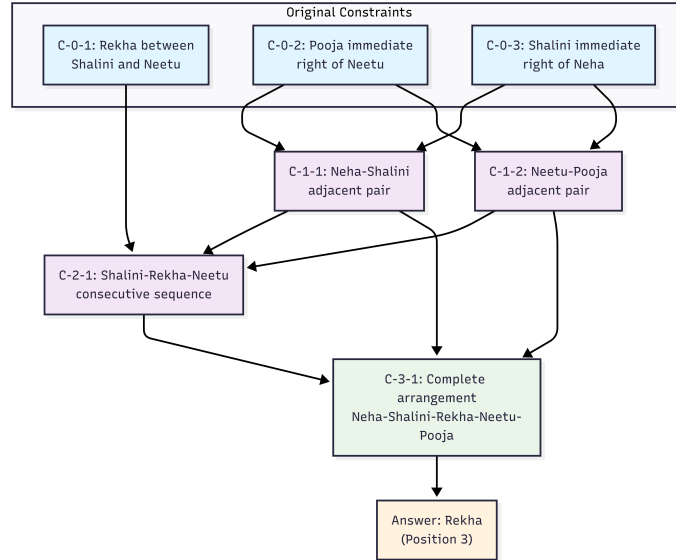 Original Constraints
C-0-1: Rekha between
Shalini and Neetu
C-0-2: Pooja immediate
right of Neetu
C-0-3: Shalini immediate
right of Neha
C-1-1: Neha-Shalini
adjacent pair
C-1-2: Neetu-Pooja
adjacent pair
C-2-1: Shalini-Rekha-Neetu
consecutive sequence
C-3-1: Complete
arrangement
Neha-Shalini-Rekha-Neetu-
Pooja
Answer: Rekha
(Position 3)